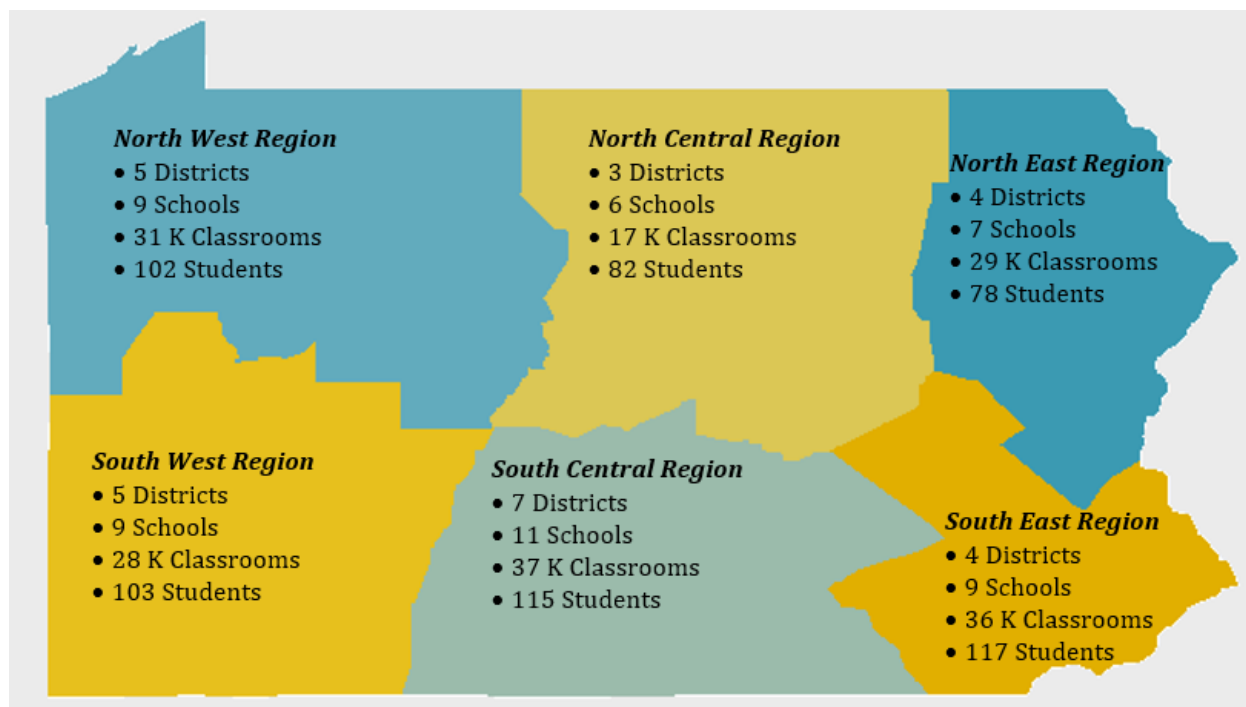 North West Region
• 5 Districts
• 9 Schools
• 31 K Classrooms
• 102 Students
North Central Region
• 3 Districts
• 6 Schools
• 17 K Classrooms
• 82 Students
North East Region
• 4 Districts
• 7 Schools
• 29 K Classrooms
• 78 Students
South West Region
• 5 Districts
• 9 Schools
• 28 K Classrooms
• 103 Students
South Central Region
• 7 Districts
• 11 Schools
• 37 K Classrooms
• 115 Students
South East Region
• 4 Districts
• 9 Schools
• 36 K Classrooms
• 117 Students